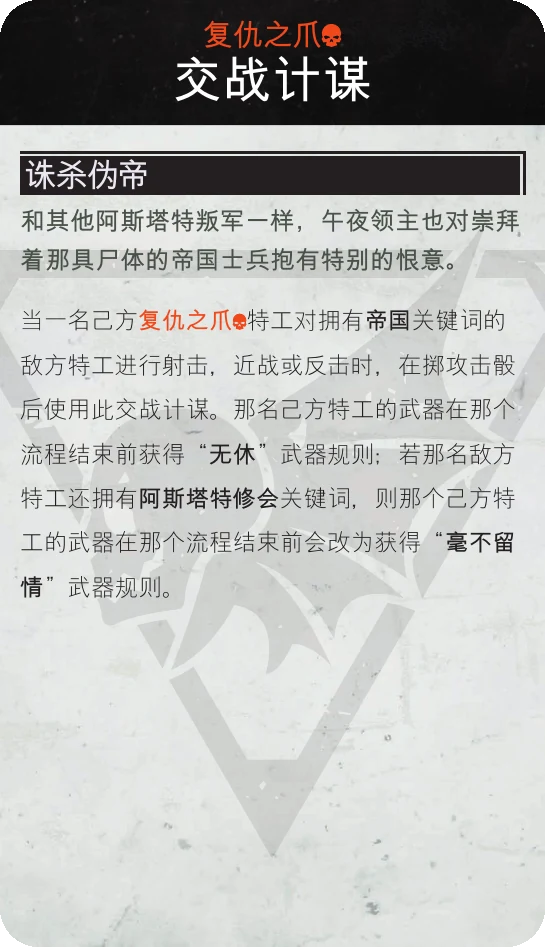 复仇之爪
交战计谋
诛杀伪帝
和其他阿斯塔特叛军一样，午夜领主也对崇拜
着那具尸体的帝国士兵抱有特别的恨意。
当一名己方复仇之爪特工对拥有帝国关键词的
敌方特工进行射击，近战或反击时，在掷攻击骰
后使用此交战计谋。那名己方特工的武器在那个
流程结束前获得“无休”武器规则；若那名敌方
特工还拥有阿斯塔特修会关键词，则那个己方特
工的武器在那个流程结束前会改为获得“毫不留
情”武器规则。